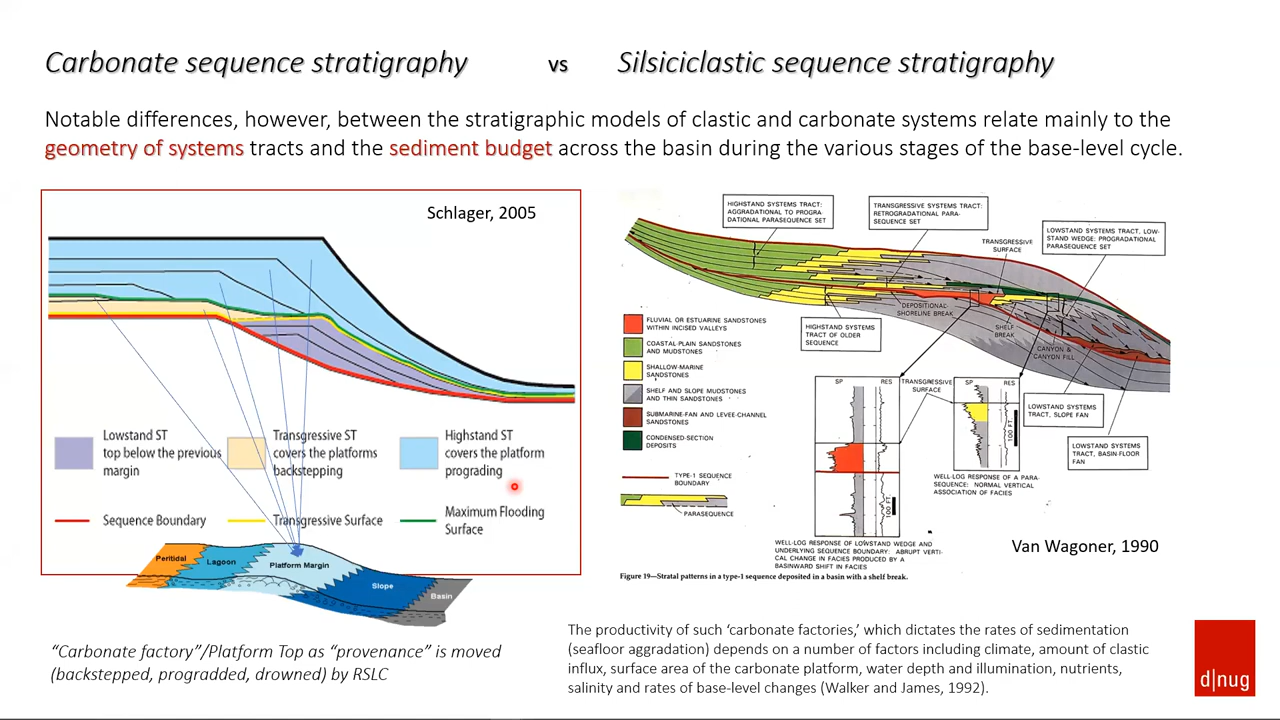 Carbonate sequence stratigraphy vs Silsiciclastic sequence stratigraphy
Notable differences, however, between the stratigraphic models of clastic and carbonate systems relate mainly to the
geometry of systems tracts and the sediment budget across the basin during the various stages of the base-level cycle.
Schlager, 2005
Lowstand ST
top below the previous
margin
Transgressive ST
covers the platforms
backstepping
Highstand ST
covers the platform
prograding
Sequence Boundary
Transgressive Surface
Maximum Flooding
Surface
Peritidal
Lagoon
Platform Margin
Slope
Basin
"Carbonate factory"/Platform Top as "provenance" is moved
(backstepped, progradded, drowned) by RSLC
HIGHSTAND SYSTEMS TRACT:
AGGRADATIONAL TO PROGRA-
DATIONAL PARASEQUENCE SET
TRANSGRESSIVE SYSTEMS TRACT:
RETROGRADATIONAL PARA-
SEQUENCE SET
TRANSGRESSIVE
SURFACE
LOWSTAND SYSTEMS TRACT, LOW-
STAND WEDGE: PROGRADATIONAL
PARASEQUENCE SET
DEPOSITIONAL-
SHORELINE BREAK
SHELF
BREAK
CANYON &
CANYON FILL
HIGHSTAND SYSTEMS
TRACT OF OLDER
SEQUENCE
FLUVIAL OR ESTUARINE SANDSTONES
WITHIN INCISED VALLEYS
COASTAL-PLAIN SANDSTONES
AND MUDSTONES
SHALLOW-MARINE
SANDSTONES
SHELF AND SLOPE MUDSTONES
AND THIN SANDSTONES
SUBMARINE-FAN AND LEVEE-CHANNEL
SANDSTONES
CONDENSED-SECTION
DEPOSITS
TYPE-1 SEQUENCE
BOUNDARY
PARASEQUENCE
SP RES
TRANSGRESSIVE
SURFACE
SP RES
100 FT.
100 FT.
LOWSTAND SYSTEMS
TRACT, SLOPE FAN
LOWSTAND SYSTEMS
TRACT, BASIN FLOOR
FAN
WELL-LOG RESPONSE OF A PARA-
SEQUENCE: NORMAL VERTICAL
ASSOCIATION OF FACIES
WELL-LOG RESPONSE OF LOWSTAND WEDGE AND
UNDERLYING SEQUENCE BOUNDARY: ABRUPT VERTI-
CAL CHANGE IN FACIES PRODUCED BY A
BASINWARD SHIFT IN FACIES
Figure 19—Stratal patterns in a type-1 sequence deposited in a basin with a shelf break.
Van Wagoner, 1990
The productivity of such 'carbonate factories,' which dictates the rates of sedimentation
(seafloor aggradation) depends on a number of factors including climate, amount of clastic
influx, surface area of the carbonate platform, water depth and illumination, nutrients,
salinity and rates of base-level changes (Walker and James, 1992).
d|nug